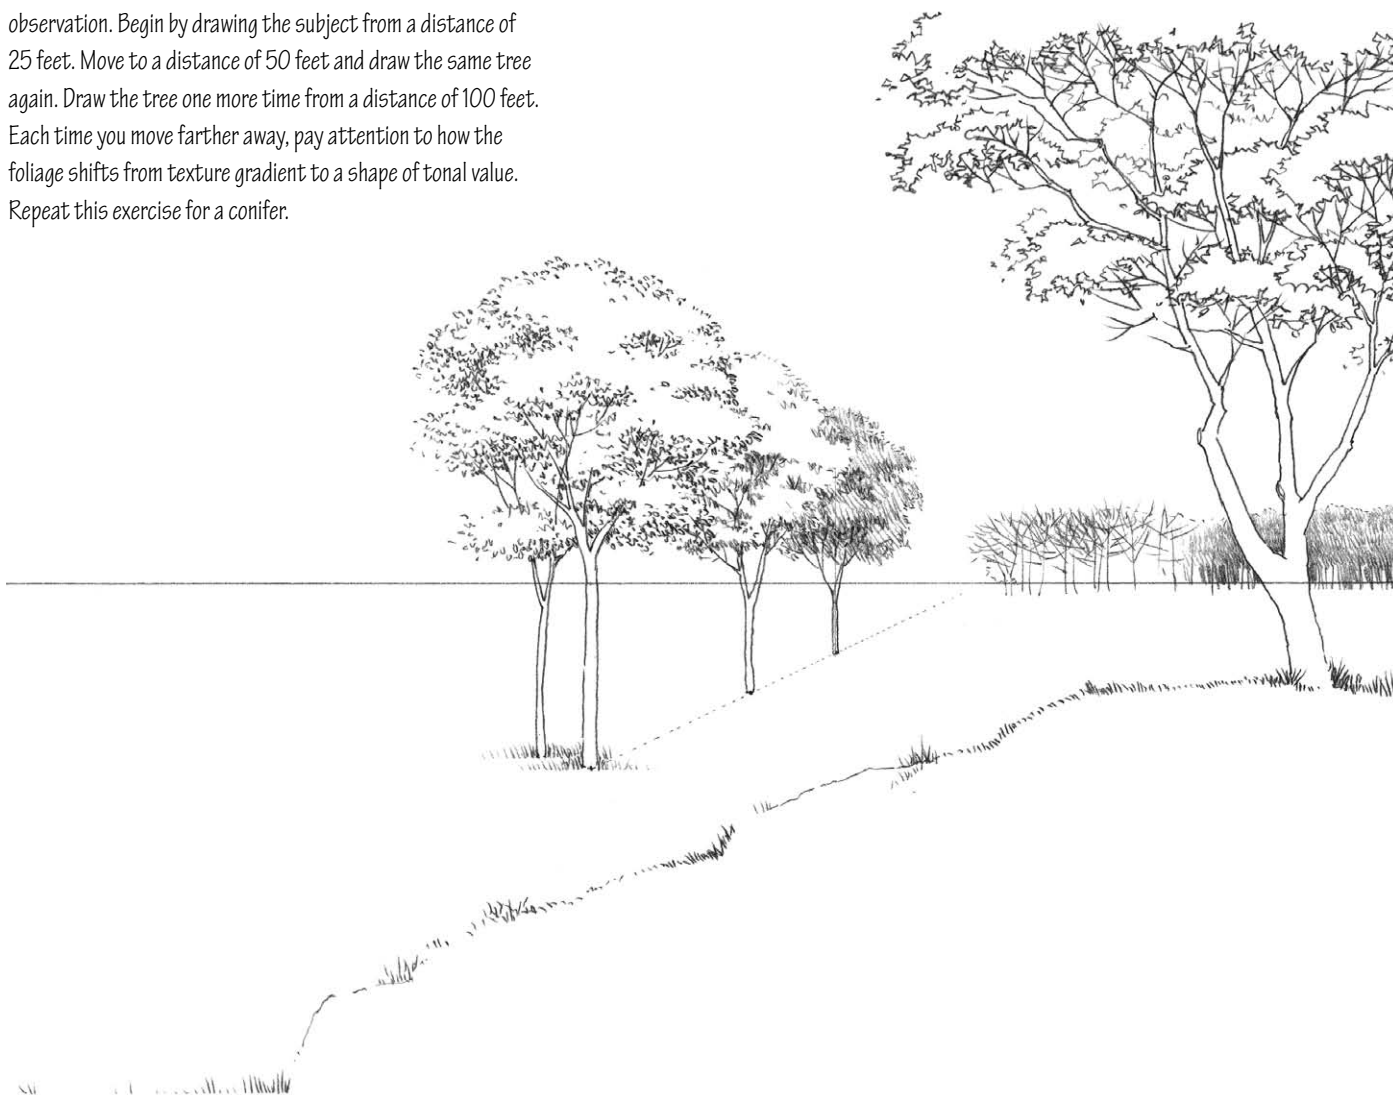 observation. Begin by drawing the subject from a distance of
25 feet. Move to a distance of 50 feet and draw the same tree
again. Draw the tree one more time from a distance of 100 feet.
Each time you move farther away, pay attention to how the
foliage shifts from texture gradient to a shape of tonal value.
Repeat this exercise for a conifer.